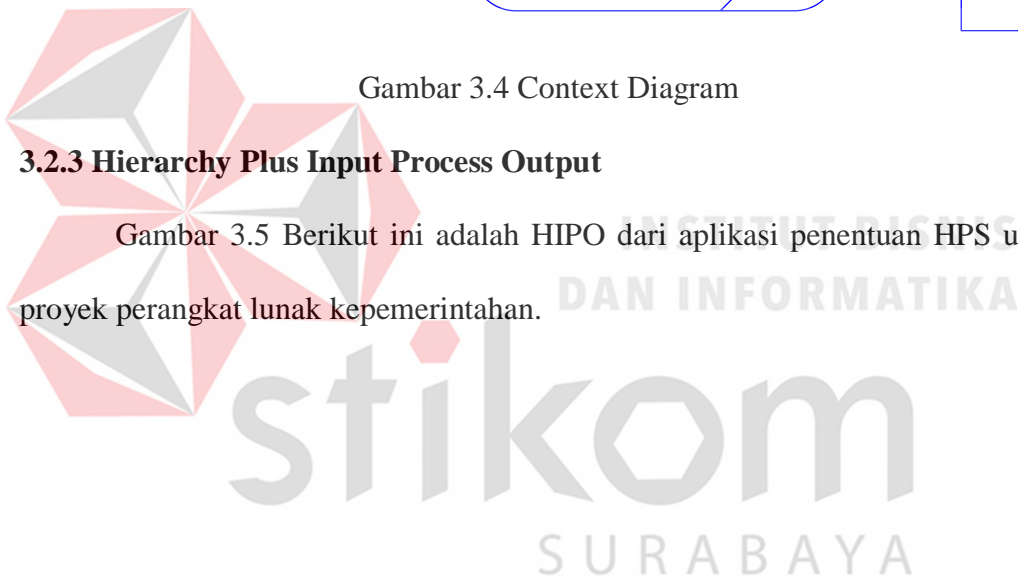 Gambar 3.4 Context Diagram
3.2.3 Hierarchy Plus Input Process Output
Gambar 3.5 Berikut ini adalah HIPO dari aplikasi penentuan HPS u
proyek perangkat lunak kepemerintahan.
INSTITUT BISNIS
DAN INFORMATIKA
stikom
SURABAYA